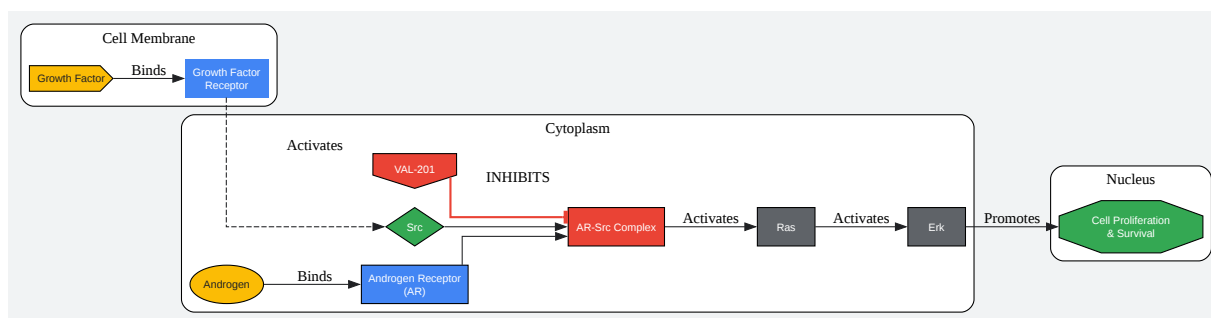 Cell Membrane
Growth Factor
Binds
Growth Factor
Receptor
Cytoplasm
Activates
VAL-201
INHIBITS
Src
AR-Src Complex
Activates
Ras
Activates
Erk
Promotes
Nucleus
Cell Proliferation
& Survival
Androgen
Binds
Androgen Receptor
(AR)